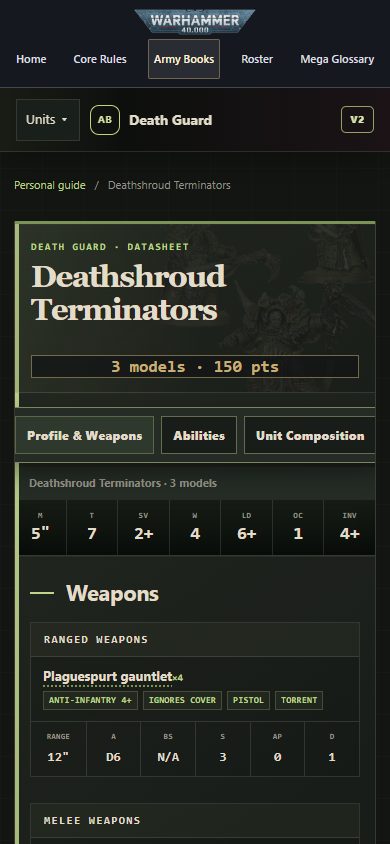 WARHAMMER
40,000
Home Core Rules Army Books Roster Mega Glossary
Units AB Death Guard V2
Personal guide / Deathshroud Terminators
DEATH GUARD · DATASHEET
Deathshroud
Terminators
3 models · 150 pts
Profile & Weapons Abilities Unit Composition
Deathshroud Terminators · 3 models
M T SV W LD OC INV
5" 7 2+ 4 6+ 1 4+
Weapons
RANGED WEAPONS
Plaguespurt gauntlet×4
ANTI-INFANTRY 4+ IGNORES COVER PISTOL TORRENT
RANGE A BS S AP D
12" D6 N/A 3 0 1
MELEE WEAPONS